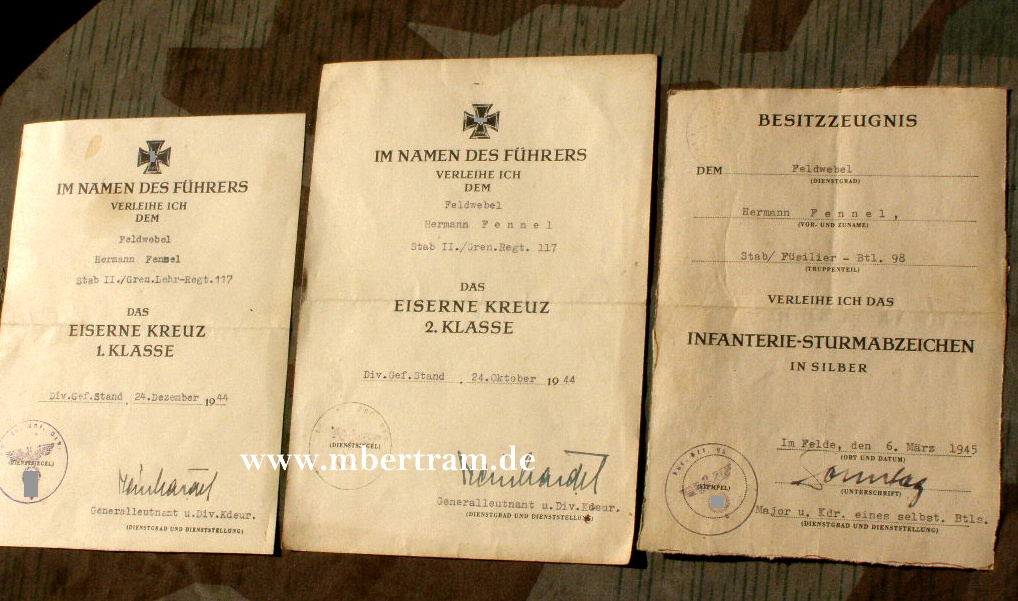 IM NAMEN DES FÜHRERS
VERLEIHE ICH
DEM
Feldwebel
Hermann Fennel
Stab II./Gren.Lehr-Regt.117
DAS
EISERNE KREUZ
1. KLASSE
Div.Gef.Stand , 24.Dezember 1944
(DIENSTSIEGEL)
Generalleutnant u.Div.Kdeur.
(DIENSTGRAD UND DIENSTSTELLUNG)
IM NAMEN DES FÜHRERS
VERLEIHE ICH
DEM
Feldwebel
Hermann F e n n e l
Stab II./Gren.Regt. 117
DAS
EISERNE KREUZ
2. KLASSE
Div.Gef.Stand , 24.Oktober 1944
(DIENSTSIEGEL)
Generalleutnant u.Div.Kdeur.
(DIENSTGRAD UND DIENSTSTELLUNG)
BESITZZEUGNIS
DEM Feldwebel
(DIENSTGRAD)
Hermann F e n n e l ,
(VOR- UND ZUNAME)
Stab/ Fügilier - Btl. 98
(TRUPPENTEIL)
VERLEIHE ICH DAS
INFANTERIE-STURMABZEICHEN
IN SILBER
Im Felde, den 6. März 1945
(ORT UND DATUM)
Sonntag
(UNTERSCHRIFT)
(STEMPEL)
Major u. Kdr. eines selbst. Btls.
(DIENSTGRAD UND DIENSTSTELLUNG)
www.mbertram.de